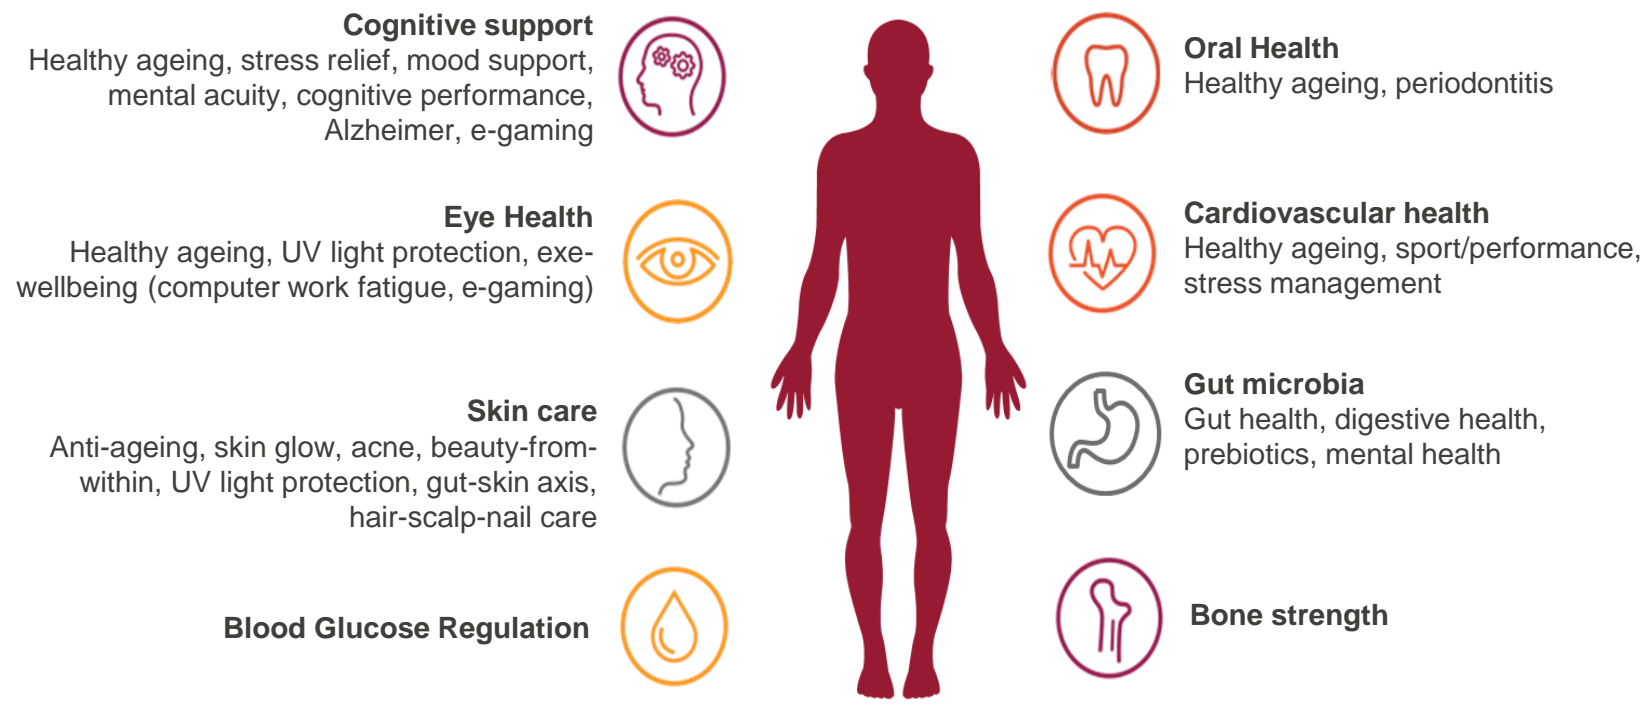 Cognitive support
Healthy ageing, stress relief, mood support,
mental acuity, cognitive performance,
Alzheimer, e-gaming
Eye Health
Healthy ageing, UV light protection, exe-
wellbeing (computer work fatigue, e-gaming)
Skin care
Anti-ageing, skin glow, acne, beauty-from-
within, UV light protection, gut-skin axis,
hair-scalp-nail care
Blood Glucose Regulation
Oral Health
Healthy ageing, periodontitis
Cardiovascular health
Healthy ageing, sport/performance,
stress management
Gut microbia
Gut health, digestive health,
prebiotics, mental health
Bone strength